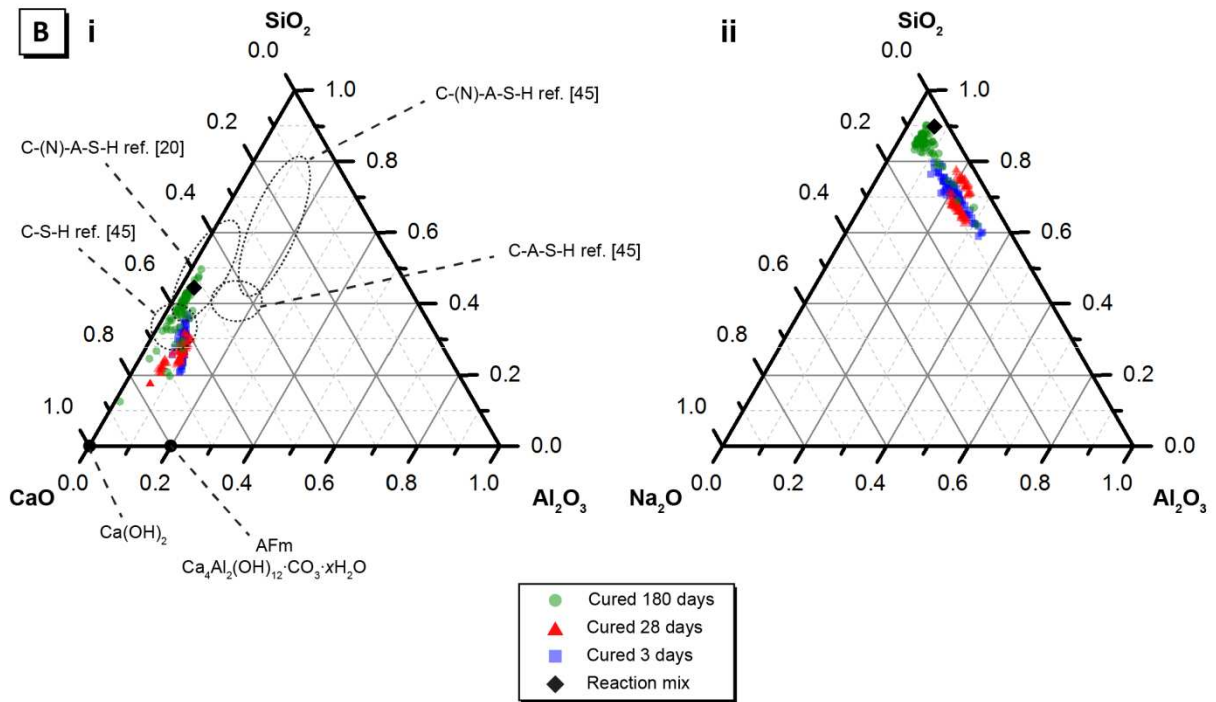 B i
SiO₂
0.0
1.0
0.2
0.8
0.4
0.6
0.6
0.4
0.8
0.2
1.0
0.0
CaO
0.0
0.2
0.4
0.6
0.8
1.0
Al₂O₃
C-(N)-A-S-H ref. [45]
C-(N)-A-S-H ref. [20]
C-S-H ref. [45]
C-A-S-H ref. [45]
Ca(OH)₂
AFm
Ca₄Al₂(OH)₁₂·CO₃·xH₂O
ii
SiO₂
0.0
1.0
0.2
0.8
0.4
0.6
0.6
0.4
0.8
0.2
1.0
0.0
Na₂O
0.0
0.2
0.4
0.6
0.8
1.0
Al₂O₃
Cured 180 days
Cured 28 days
Cured 3 days
Reaction mix